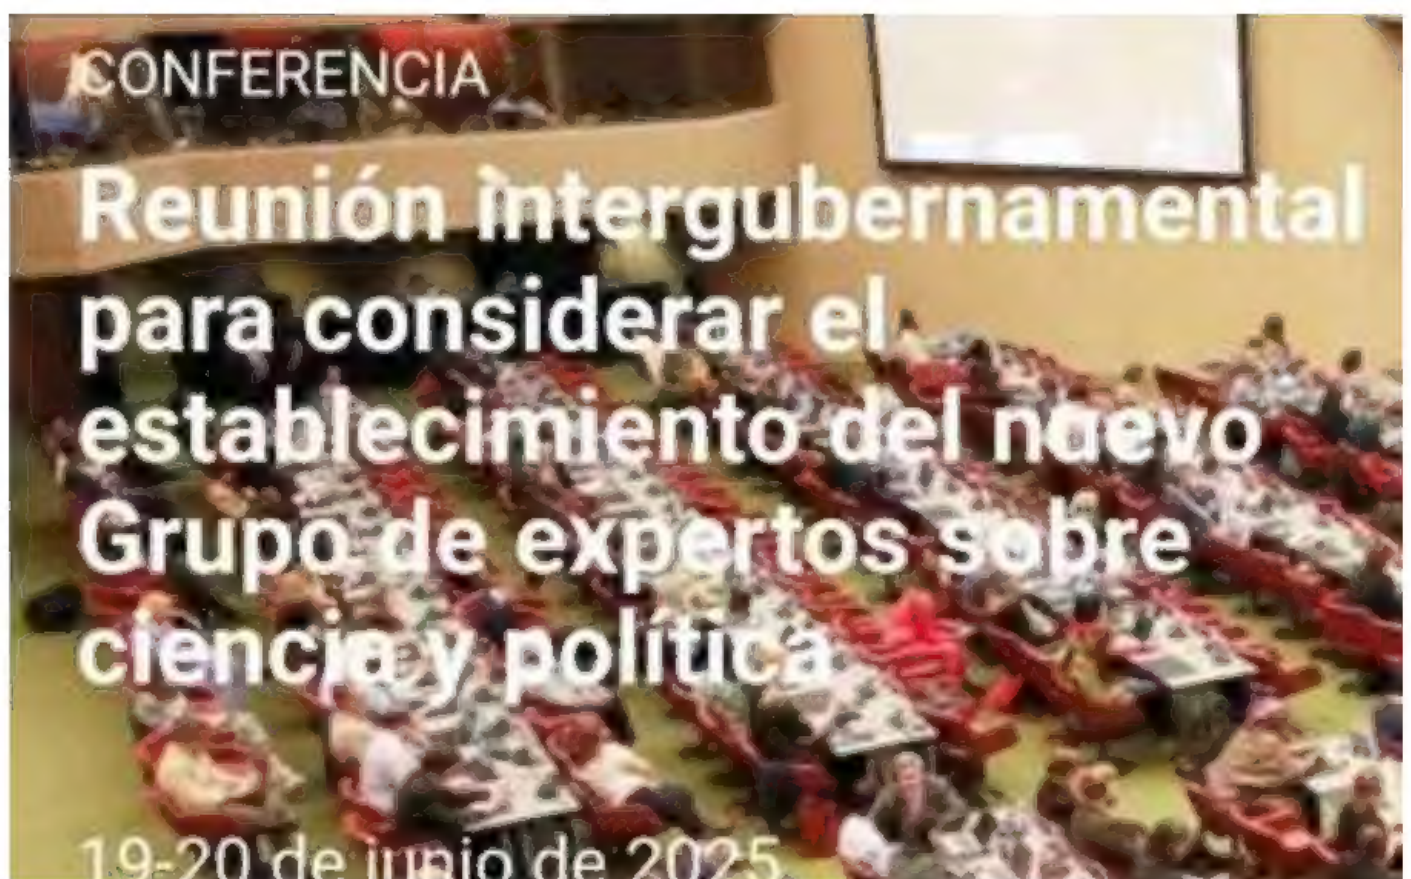 CONFERENCIA
Reunión intergubernamental
para considerar el
establecimiento del nuevo
Grupo de expertos sobre
ciencia y política
19-20 de junio de 2025